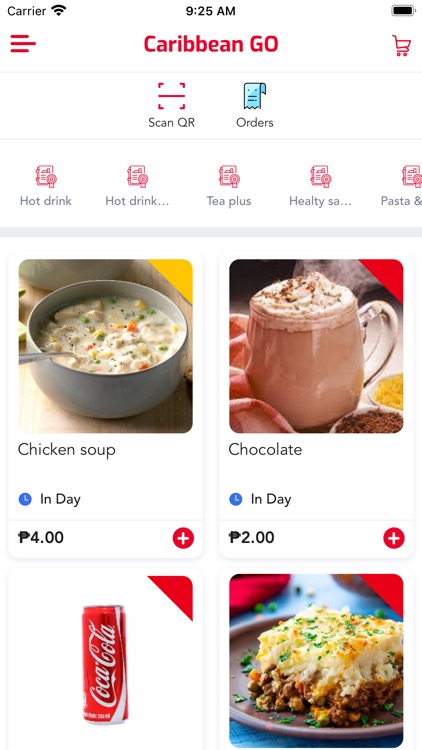 Carrier 9:25 AM
Caribbean GO
Scan QR Orders
Hot drink Hot drink... Tea plus Healty sa... Pasta &
Chicken soup Chocolate
In Day In Day
₱4.00 ₱2.00
Coca-Cola